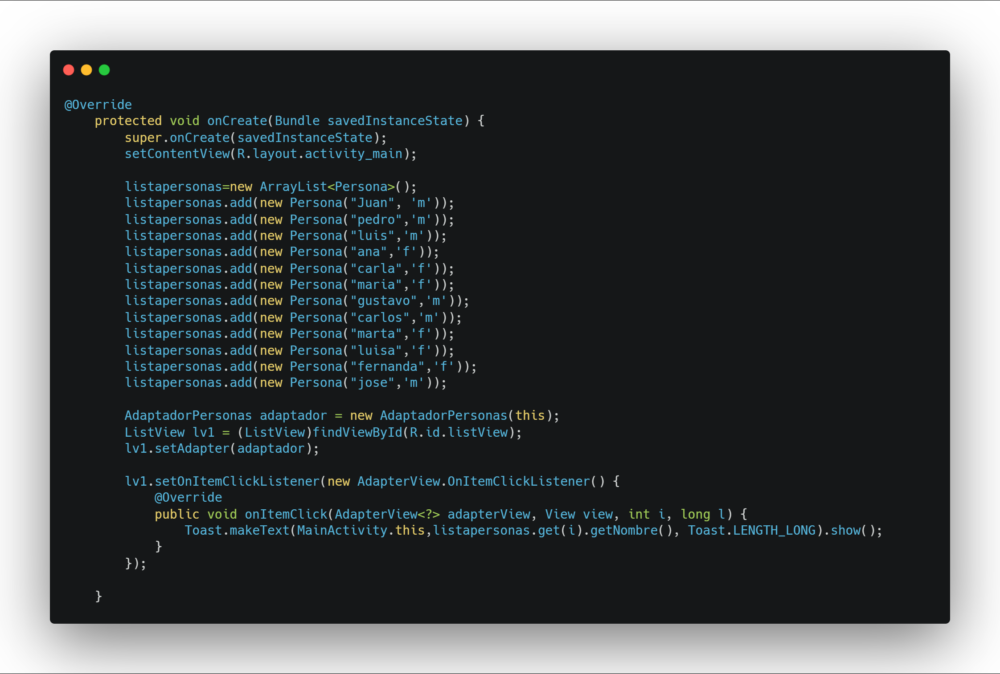 @Override
    protected void onCreate(Bundle savedInstanceState) {
        super.onCreate(savedInstanceState);
        setContentView(R.layout.activity_main);

        listapersonas=new ArrayList<Persona>();
        listapersonas.add(new Persona("Juan", 'm'));
        listapersonas.add(new Persona("pedro",'m'));
        listapersonas.add(new Persona("luis",'m'));
        listapersonas.add(new Persona("ana",'f'));
        listapersonas.add(new Persona("carla",'f'));
        listapersonas.add(new Persona("maria",'f'));
        listapersonas.add(new Persona("gustavo",'m'));
        listapersonas.add(new Persona("carlos",'m'));
        listapersonas.add(new Persona("marta",'f'));
        listapersonas.add(new Persona("luisa",'f'));
        listapersonas.add(new Persona("fernanda",'f'));
        listapersonas.add(new Persona("jose",'m'));

        AdaptadorPersonas adaptador = new AdaptadorPersonas(this);
        ListView lv1 = (ListView)findViewById(R.id.listView);
        lv1.setAdapter(adaptador);

        lv1.setOnItemClickListener(new AdapterView.OnItemClickListener() {
            @Override
            public void onItemClick(AdapterView<?> adapterView, View view, int i, long l) {
                Toast.makeText(MainActivity.this,listapersonas.get(i).getNombre(), Toast.LENGTH_LONG).show();
            }
        });

    }